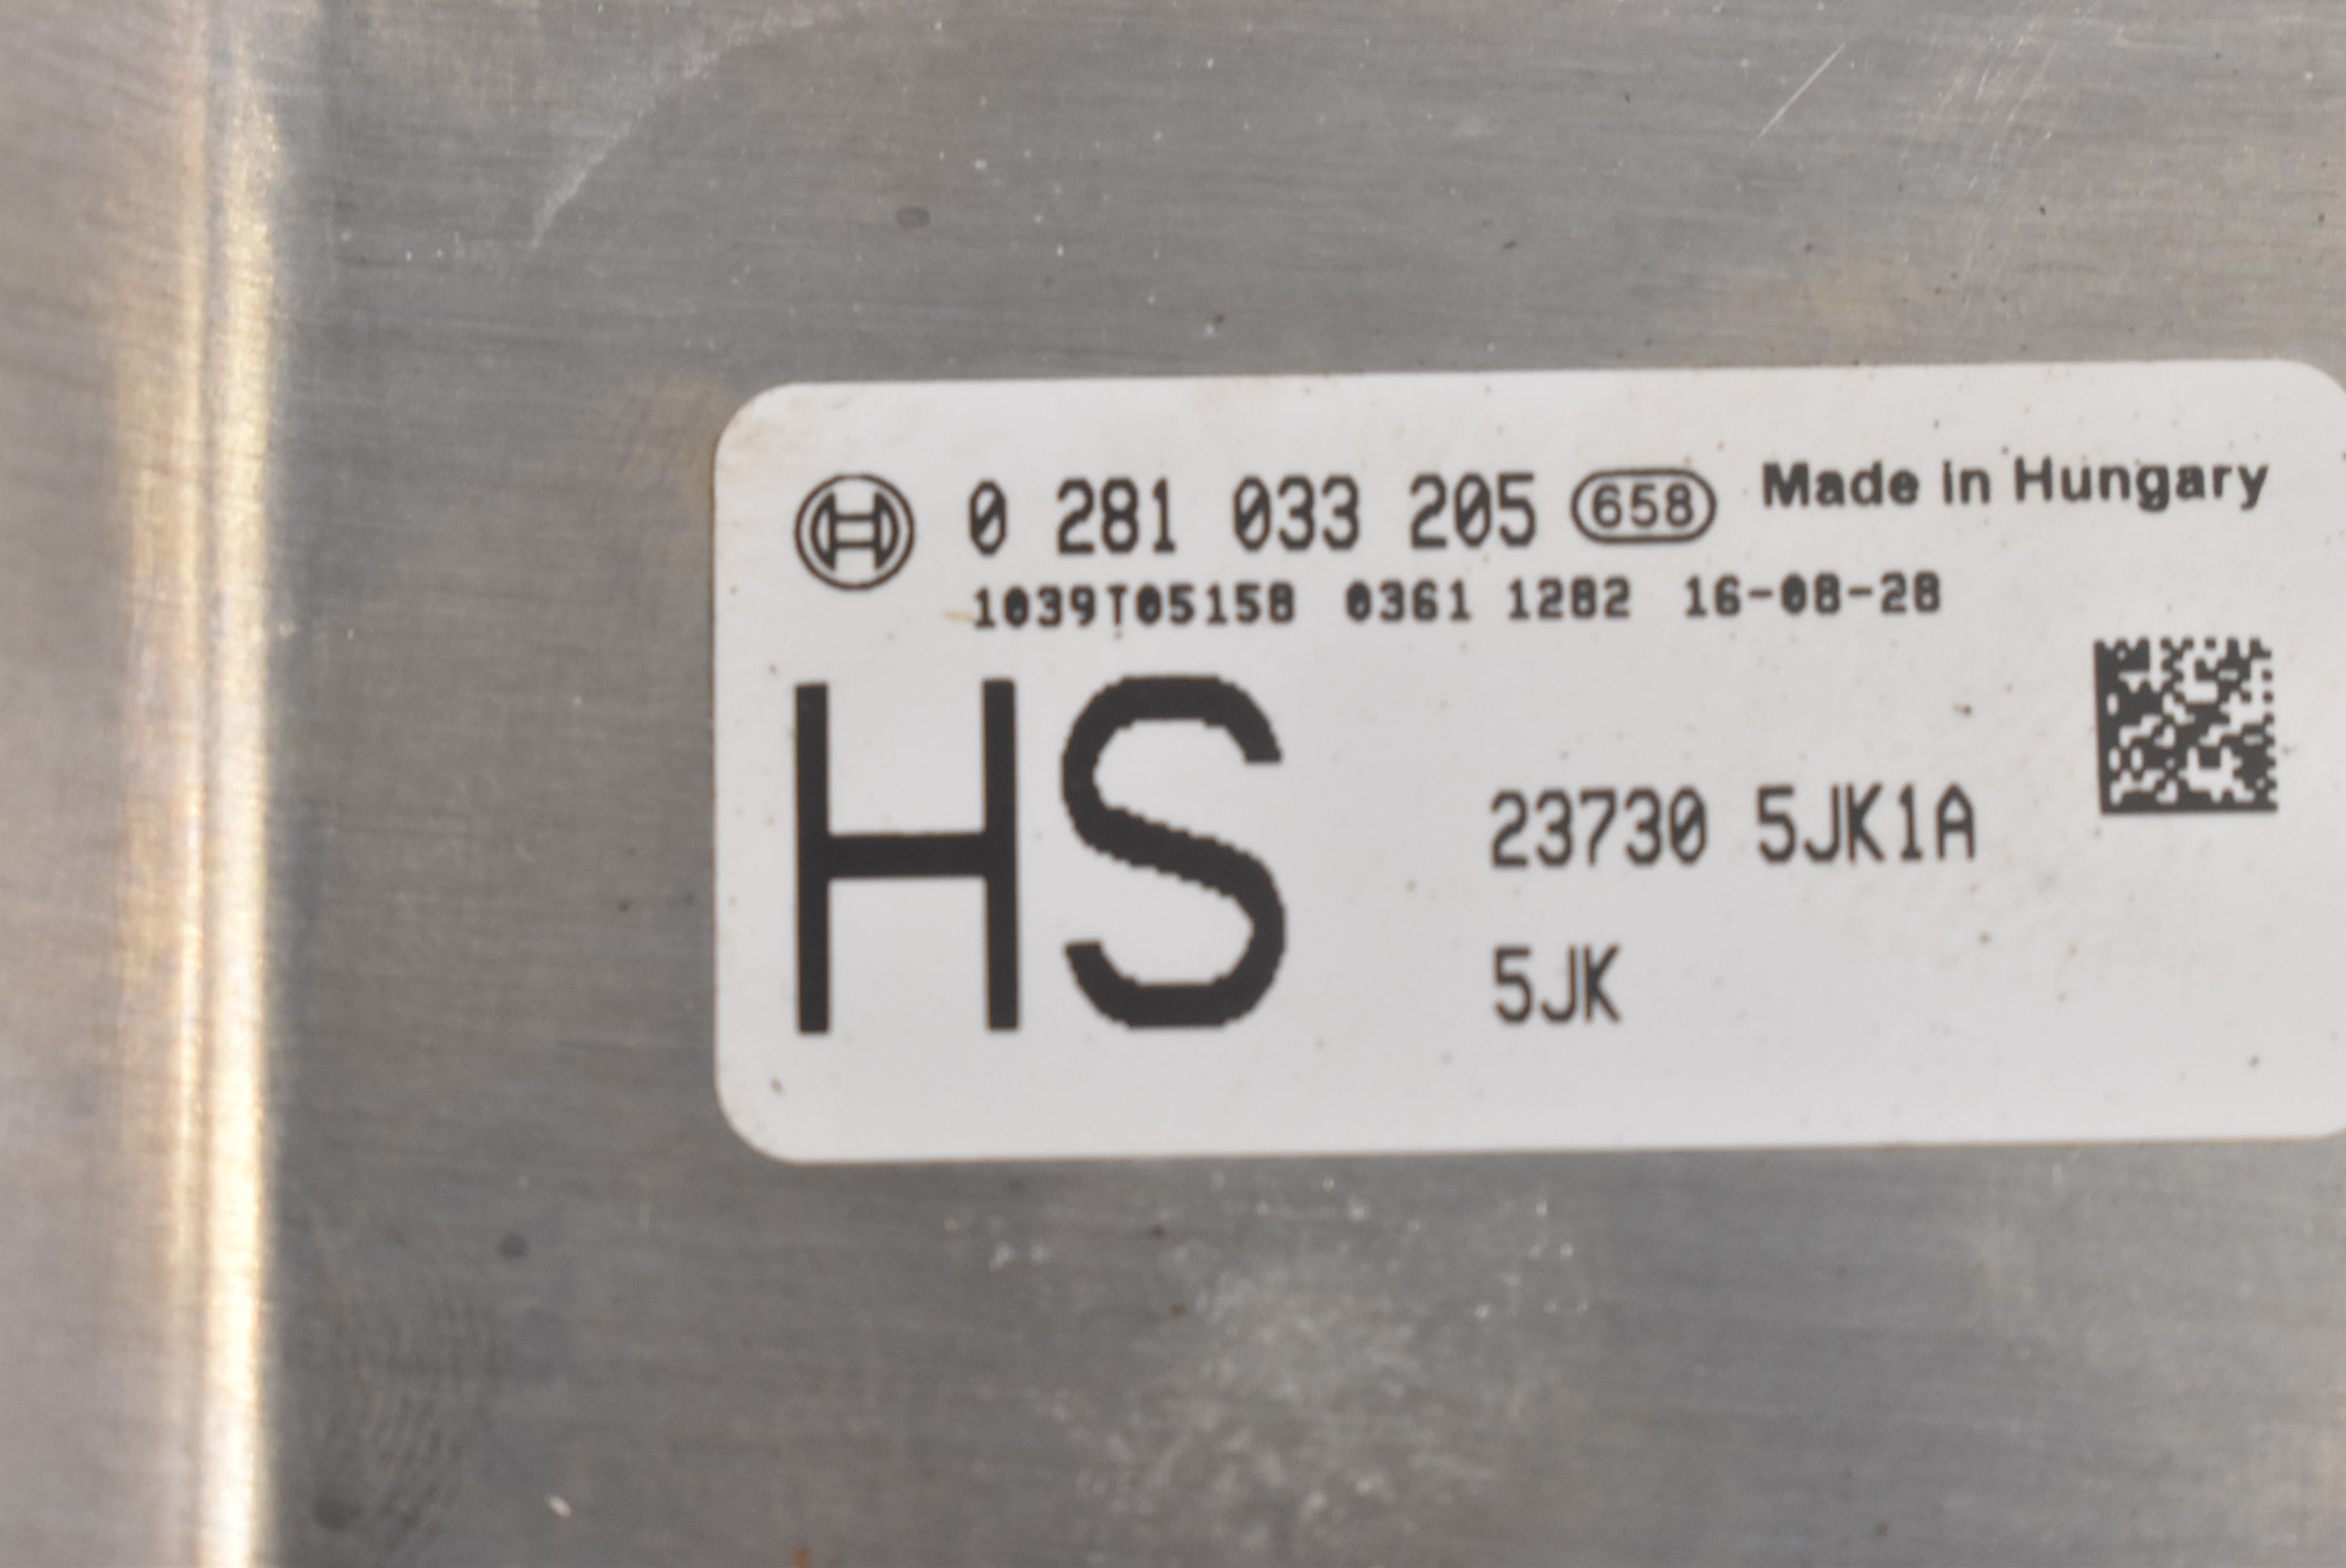 0 281 033 205 658 Made in Hungary
1039T05158 0361 1282 16-08-28
HS
23730 5JK1A
5JK